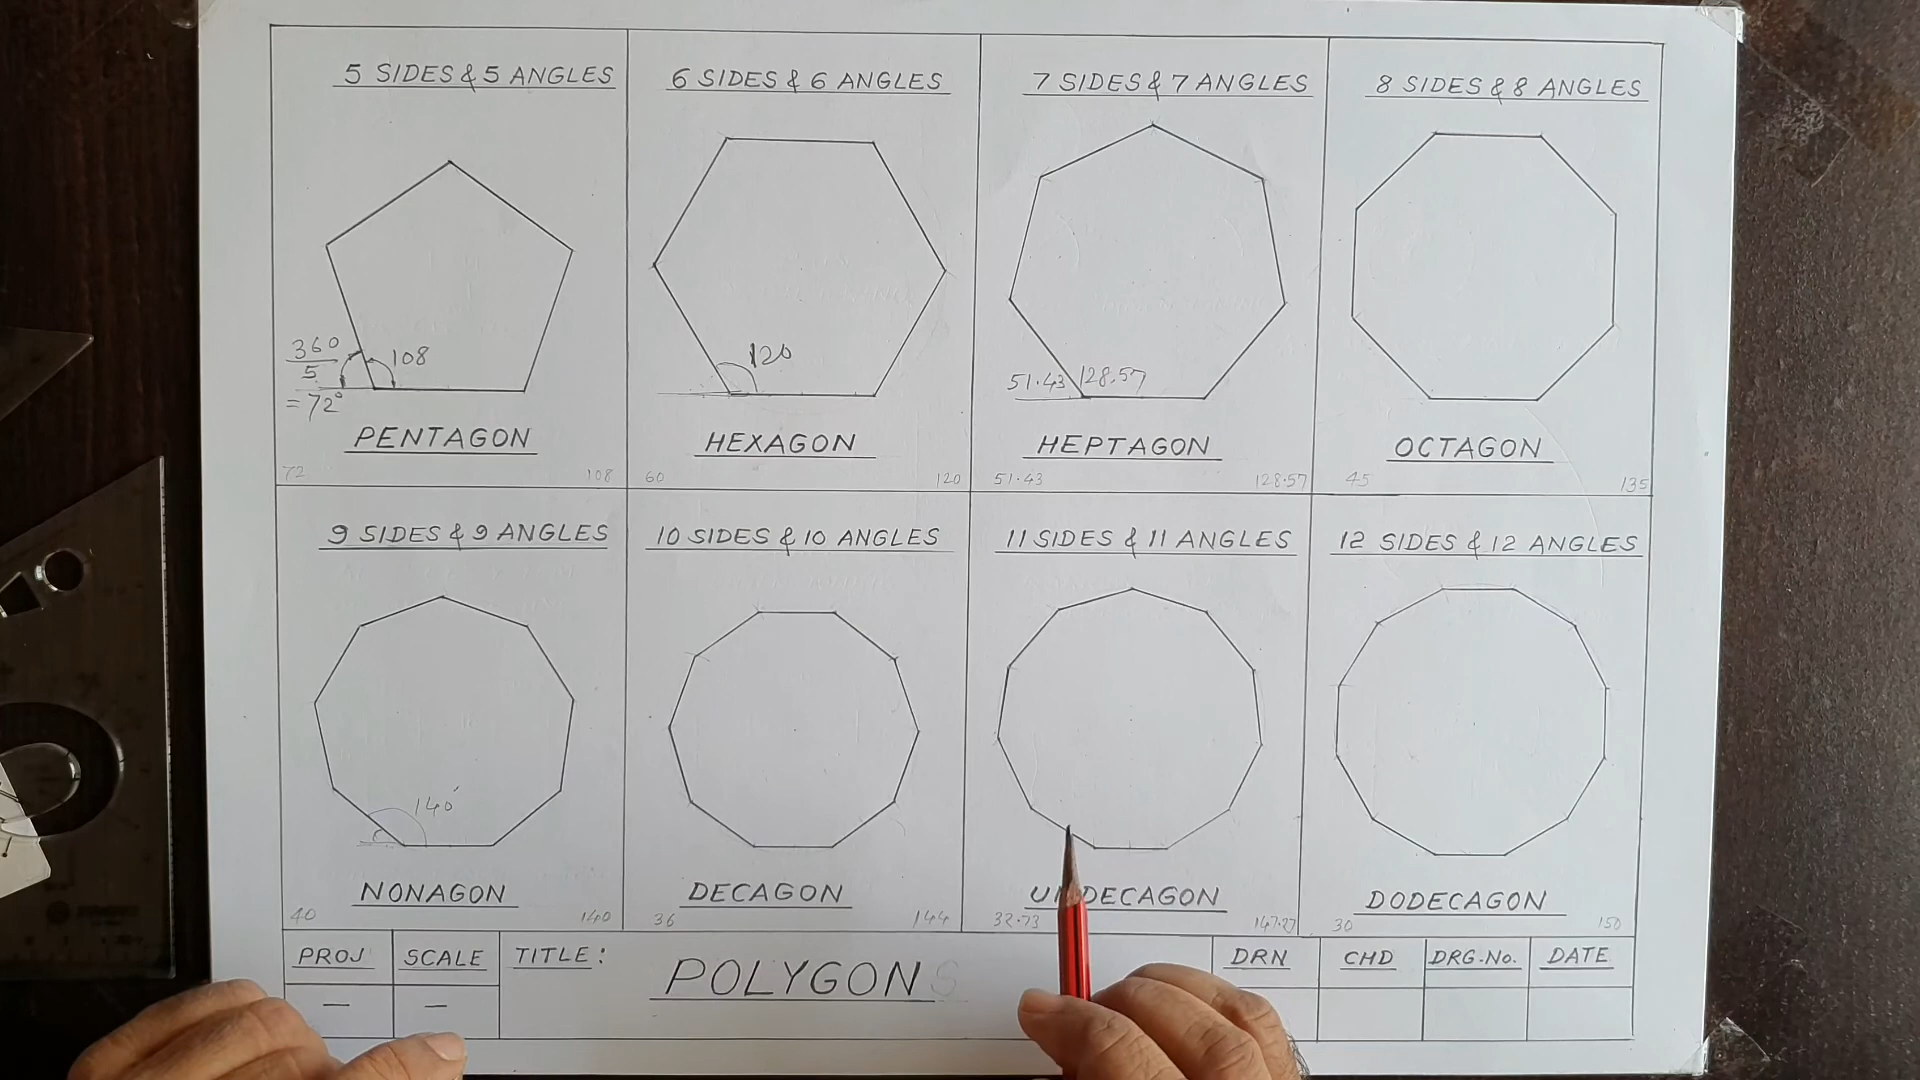 5 SIDES & 5 ANGLES
360
5
= 72°
108
PENTAGON
72 108
6 SIDES & 6 ANGLES
120
HEXAGON
60 120
7 SIDES & 7 ANGLES
51.43 128.57
HEPTAGON
51.43 128.57
8 SIDES & 8 ANGLES
OCTAGON
45 135
9 SIDES & 9 ANGLES
140°
NONAGON
40 140
10 SIDES & 10 ANGLES
DECAGON
36 144
11 SIDES & 11 ANGLES
UNDECAGON
32.73 147.27
12 SIDES & 12 ANGLES
DODECAGON
30 150
PROJ
—
SCALE
—
TITLE:
POLYGONS
DRN
CHD
DRG.No.
DATE